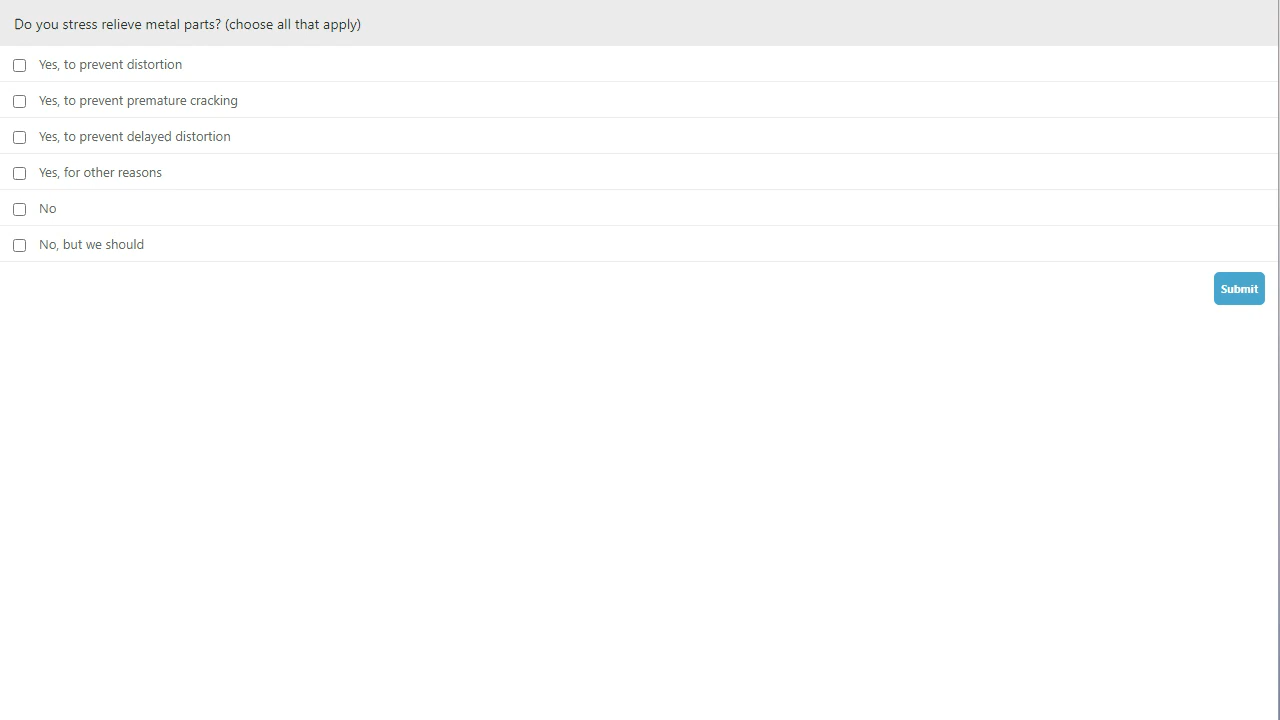 Do you stress relieve metal parts? (choose all that apply)
Yes, to prevent distortion
Yes, to prevent premature cracking
Yes, to prevent delayed distortion
Yes, for other reasons
No
No, but we should
Submit